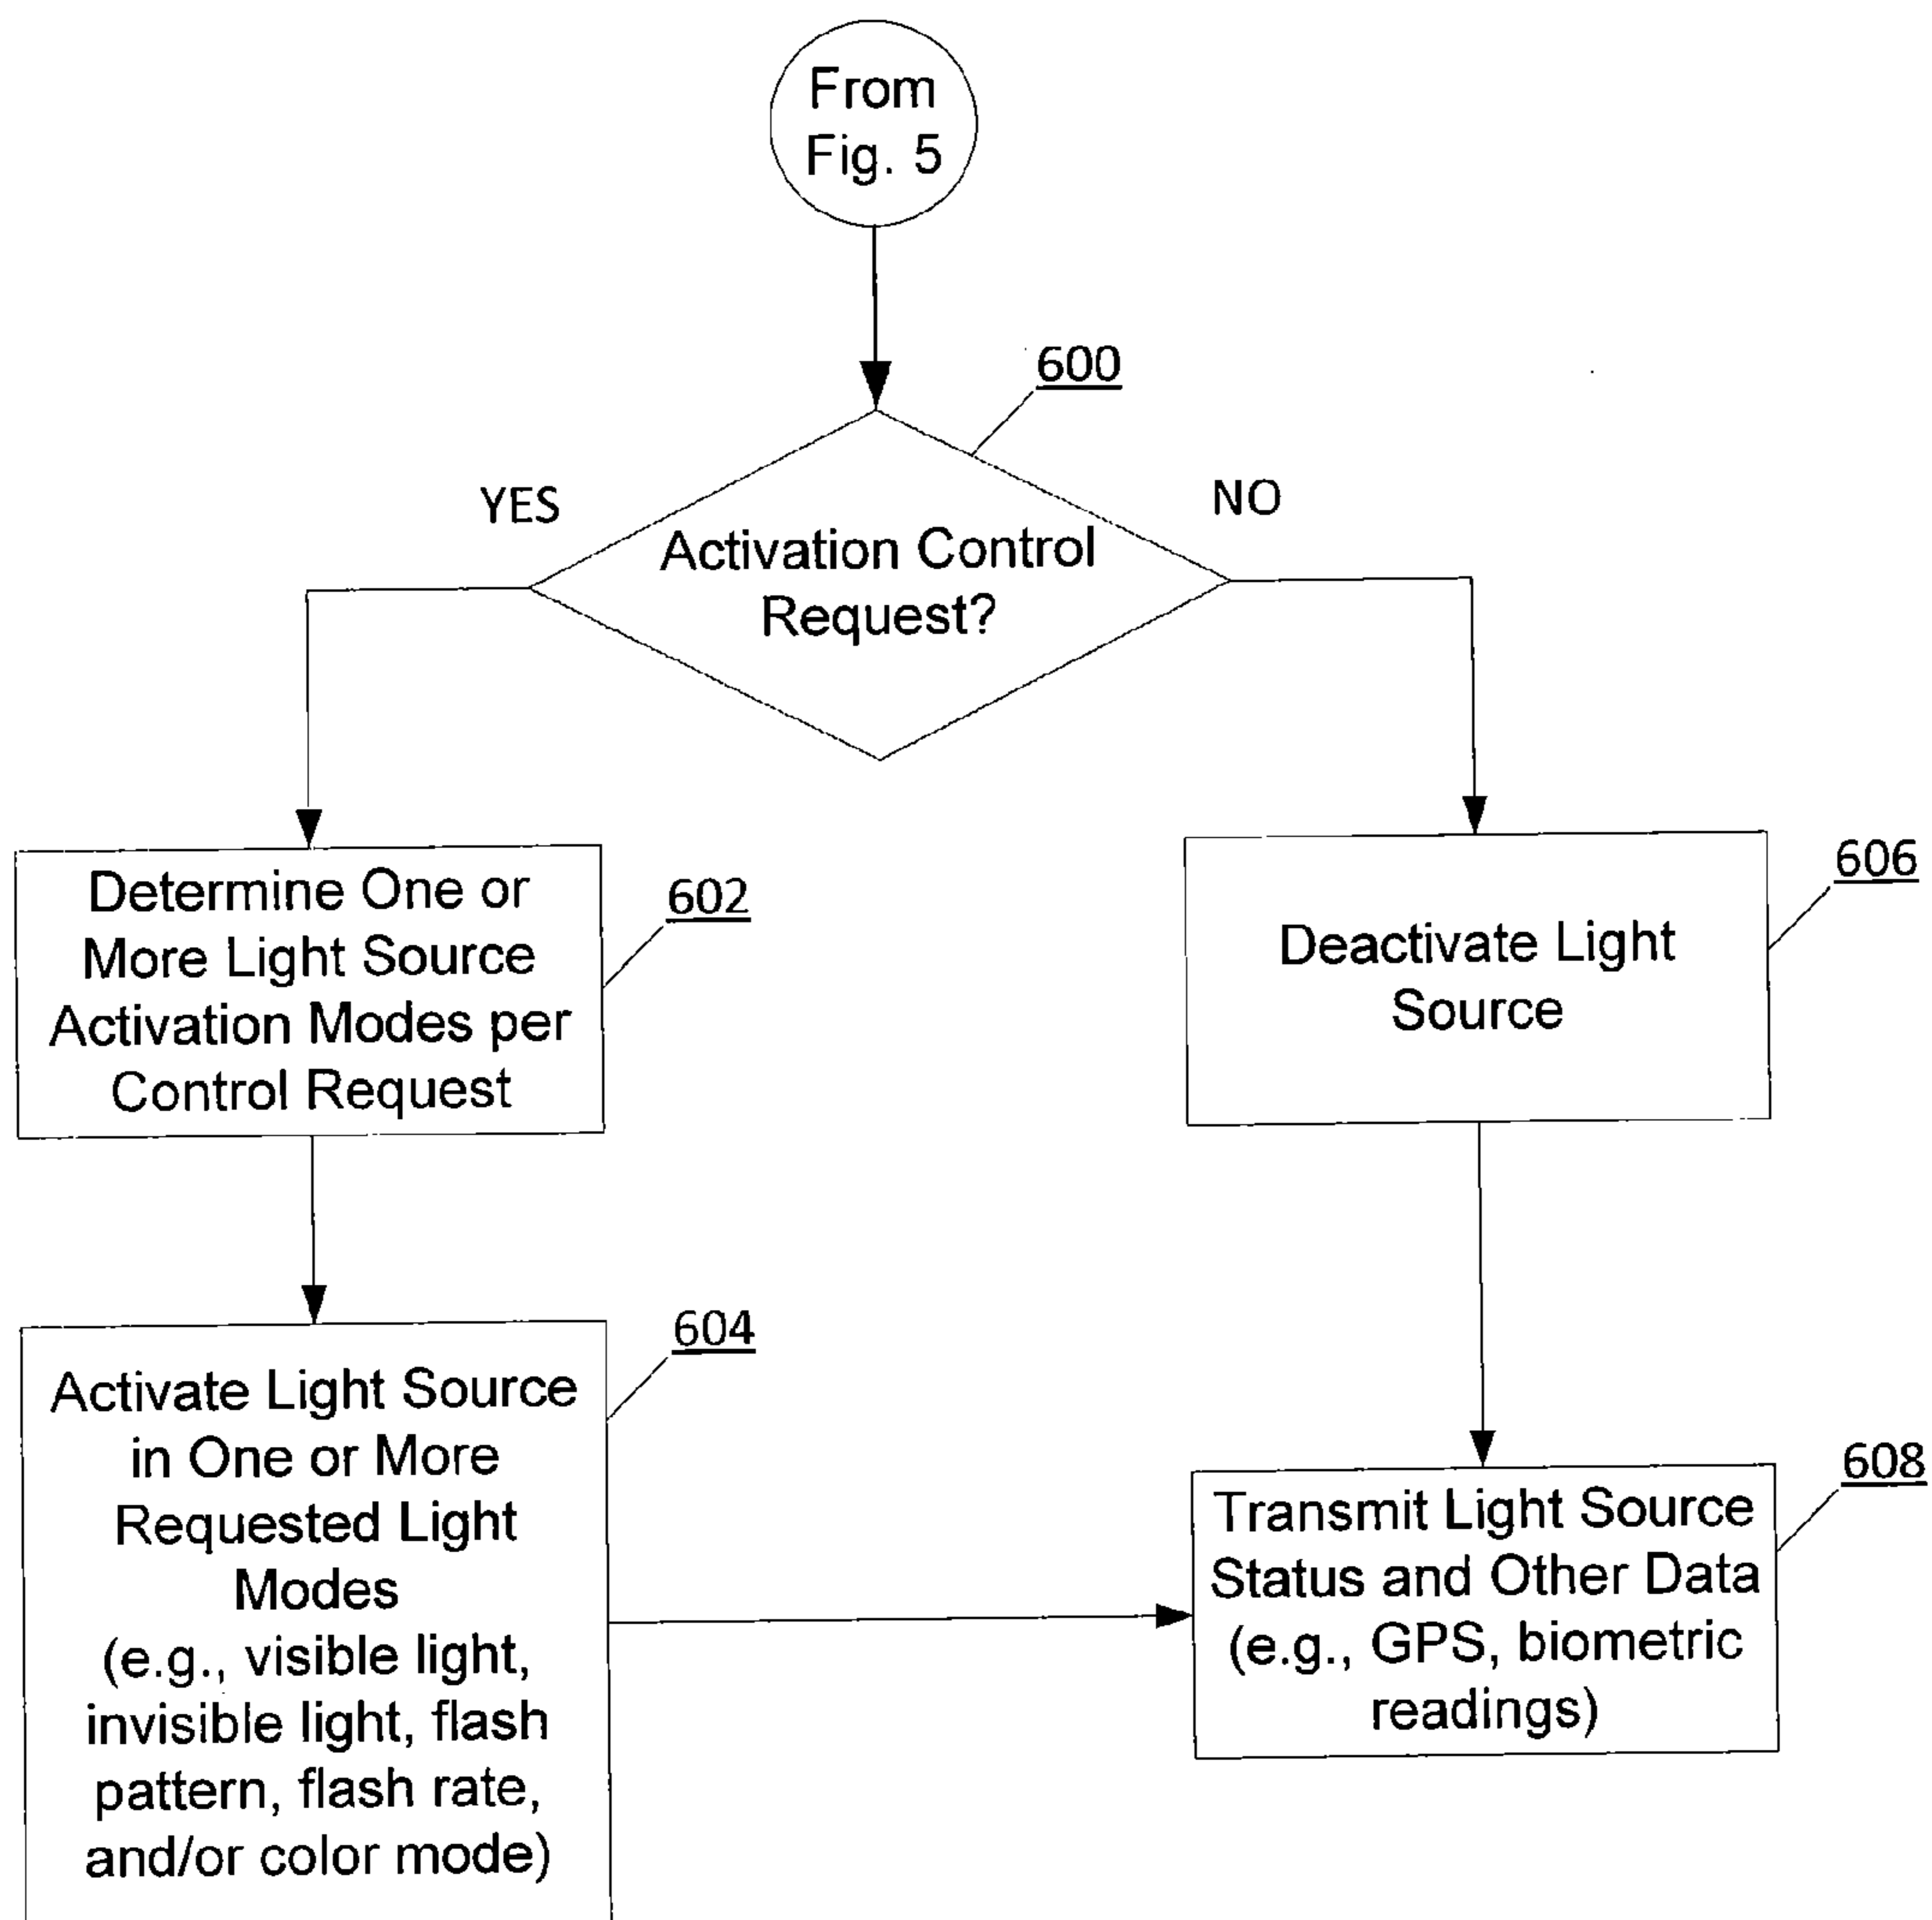 From
Fig. 5
600
YES
NO
Activation Control
Request?
Determine One or
More Light Source
Activation Modes per
Control Request
602
Deactivate Light
Source
606
Activate Light Source
in One or More
Requested Light
Modes
(e.g., visible light,
invisible light, flash
pattern, flash rate,
and/or color mode)
604
Transmit Light Source
Status and Other Data
(e.g., GPS, biometric
readings)
608